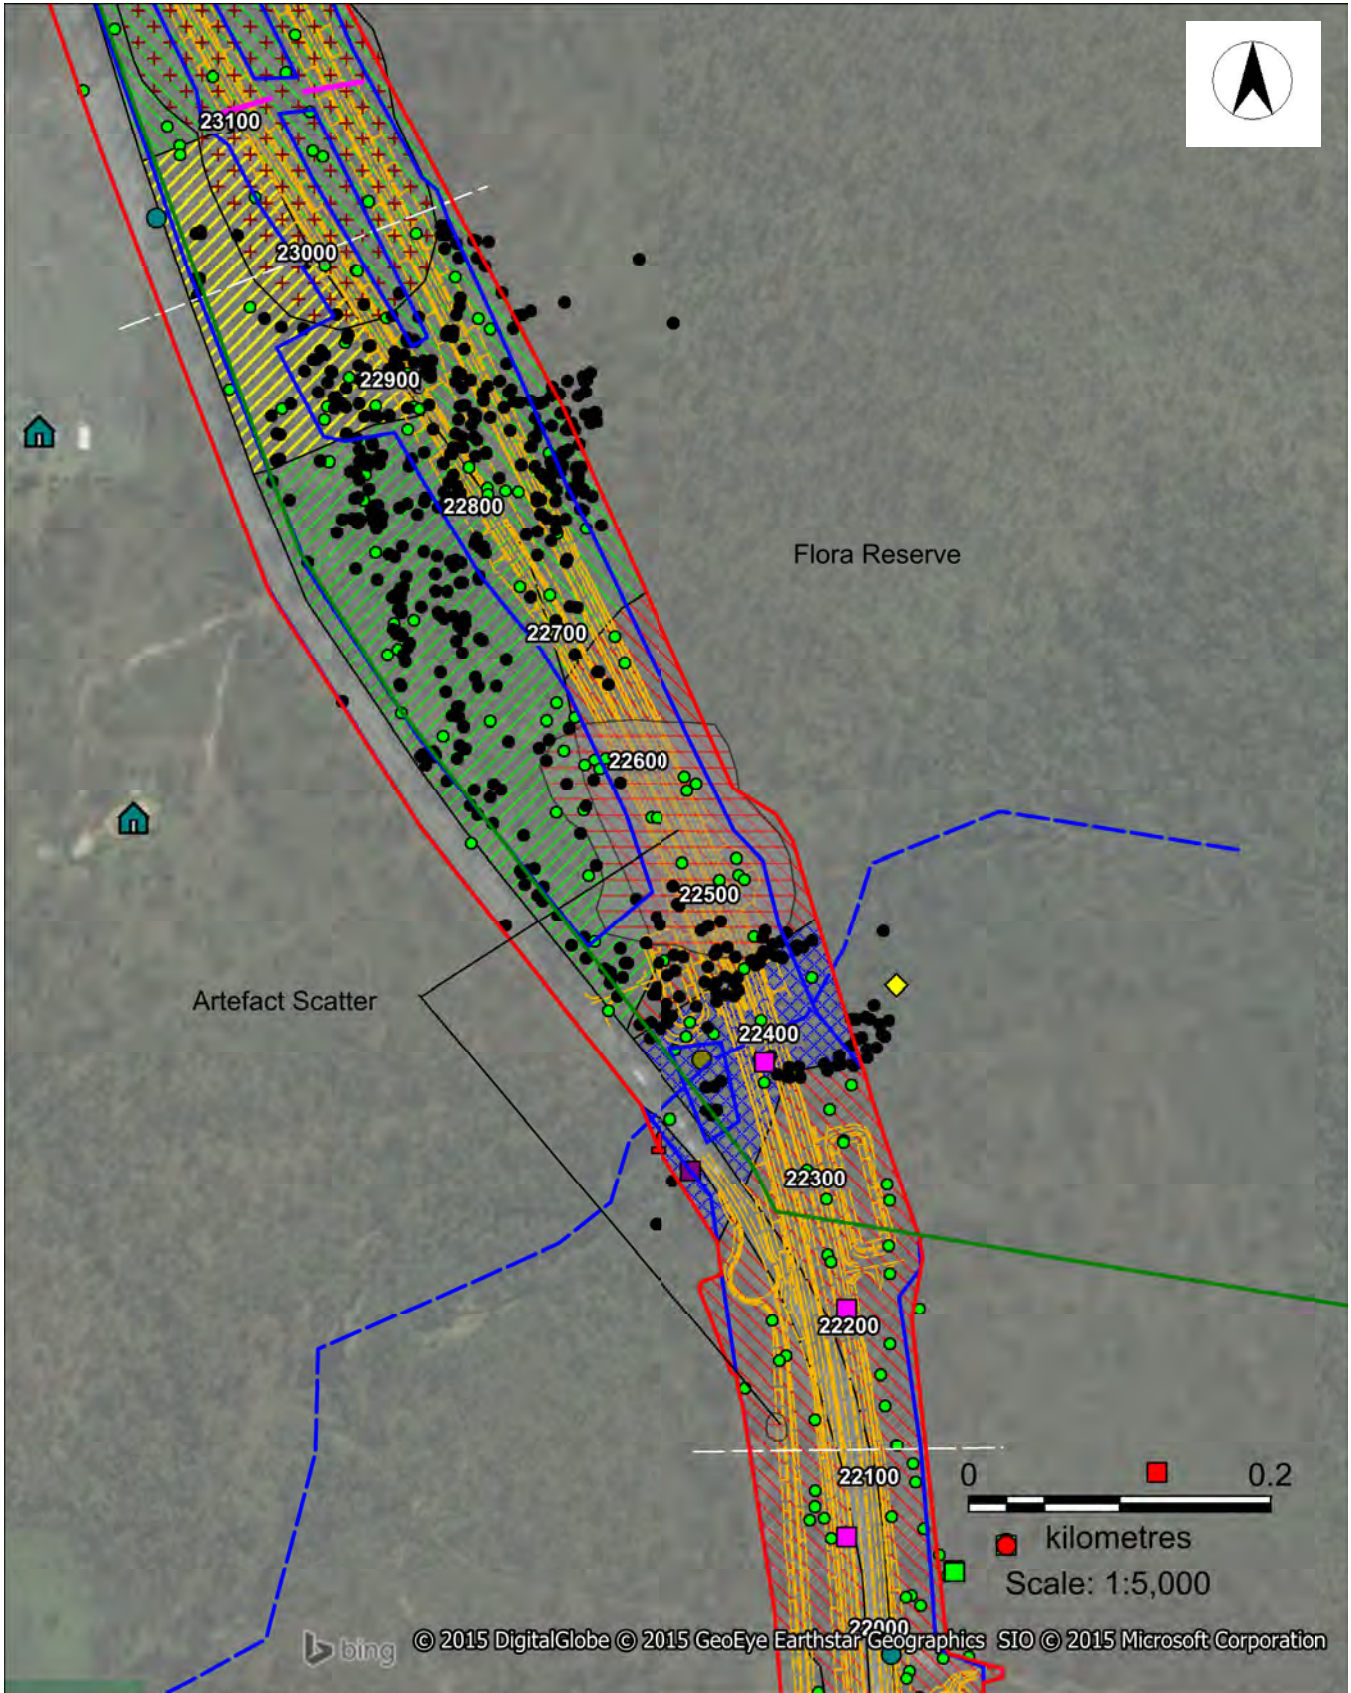 23100
23000
22900
22800
Flora Reserve
22700
22600
22500
Artefact Scatter
22400
22300
22200
22100
0 0.2
kilometres
Scale: 1:5,000
22000
bing © 2015 DigitalGlobe © 2015 GeoEye Earthstar Geographics SIO © 2015 Microsoft Corporation